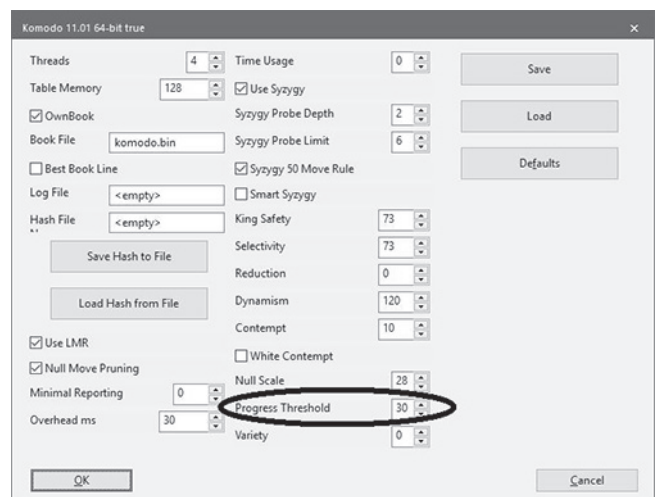 Komodo 11.01 64-bit true
Threads 4
Table Memory 128
OwnBook
Book File komodo.bin
Best Book Line
Log File <empty>
Hash File <empty>
Save Hash to File
Load Hash from File
Use LMR
Null Move Pruning
Minimal Reporting 0
Overhead ms 30
Time Usage 0
Use Syzygy
Syzygy Probe Depth 2
Syzygy Probe Limit 6
Syzygy 50 Move Rule
Smart Syzygy
King Safety 73
Selectivity 73
Reduction 0
Dynamism 120
Contempt 10
White Contempt
Null Scale 28
Progress Threshold 30
Variety 0
Save
Load
Defaults
OK
Cancel